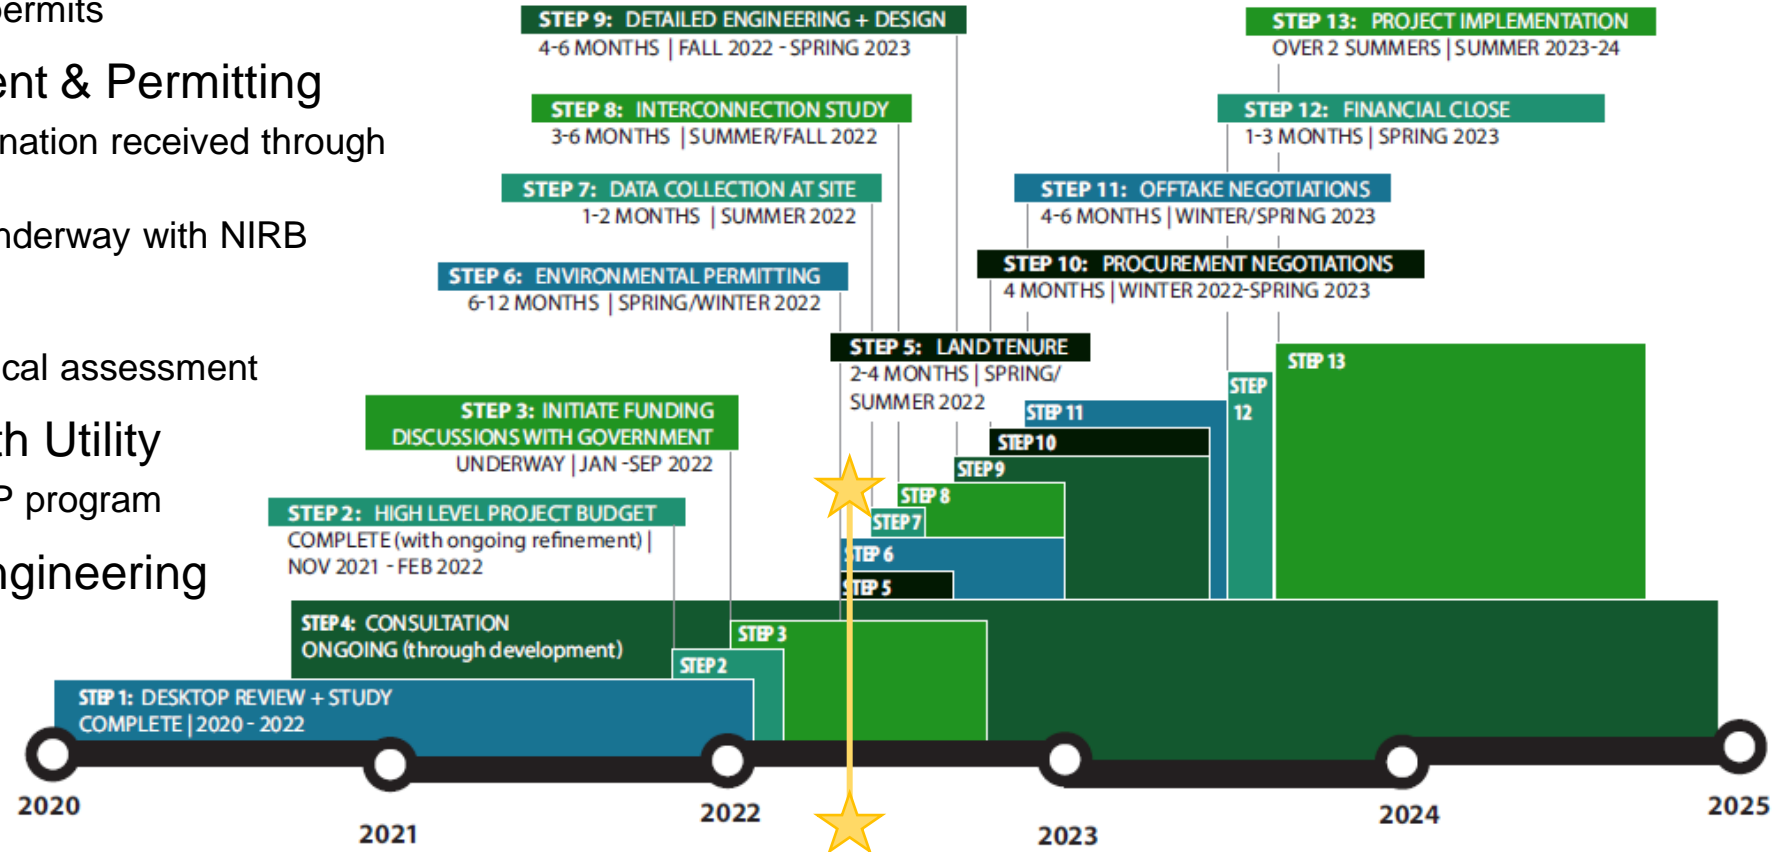 permits
ent & Permitting
nation received through
nderway with NIRB
ical assessment
th Utility
P program
ngineering
STEP 9: DETAILED ENGINEERING + DESIGN
4-6 MONTHS | FALL 2022 - SPRING 2023
STEP 13: PROJECT IMPLEMENTATION
OVER 2 SUMMERS | SUMMER 2023-24
STEP 8: INTERCONNECTION STUDY
3-6 MONTHS | SUMMER/FALL 2022
STEP 12: FINANCIAL CLOSE
1-3 MONTHS | SPRING 2023
STEP 7: DATA COLLECTION AT SITE
1-2 MONTHS | SUMMER 2022
STEP 11: OFFTAKE NEGOTIATIONS
4-6 MONTHS | WINTER/SPRING 2023
STEP 6: ENVIRONMENTAL PERMITTING
6-12 MONTHS | SPRING/WINTER 2022
STEP 10: PROCUREMENT NEGOTIATIONS
4 MONTHS | WINTER 2022-SPRING 2023
STEP 5: LAND TENURE
2-4 MONTHS | SPRING/
SUMMER 2022
STEP 3: INITIATE FUNDING
DISCUSSIONS WITH GOVERNMENT
UNDERWAY | JAN -SEP 2022
STEP 2: HIGH LEVEL PROJECT BUDGET
COMPLETE (with ongoing refinement) |
NOV 2021 - FEB 2022
STEP 13
STEP
12
STEP 11
STEP 10
STEP 9
STEP 8
STEP 7
STEP 6
STEP 5
STEP 4: CONSULTATION
ONGOING (through development)
STEP 3
STEP 2
STEP 1: DESKTOP REVIEW + STUDY
COMPLETE | 2020 - 2022
2020
2021
2022
2023
2024
2025